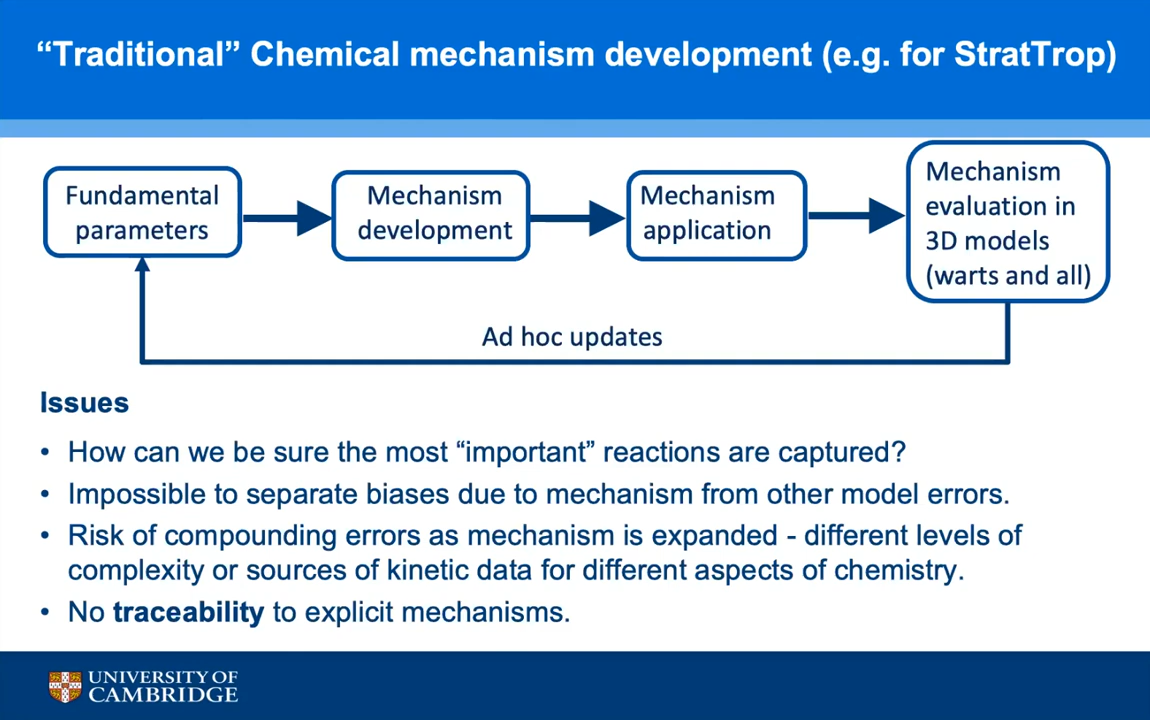 “Traditional” Chemical mechanism development (e.g. for StratTrop)
Fundamental
parameters
Mechanism
development
Mechanism
application
Mechanism
evaluation in
3D models
(warts and all)
Ad hoc updates
Issues
• How can we be sure the most “important” reactions are captured?
• Impossible to separate biases due to mechanism from other model errors.
• Risk of compounding errors as mechanism is expanded - different levels of
complexity or sources of kinetic data for different aspects of chemistry.
• No traceability to explicit mechanisms.
UNIVERSITY OF
CAMBRIDGE